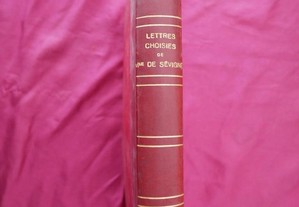 LETTRES
CHOISIES
DE
MME DE SÉVIGNÉ